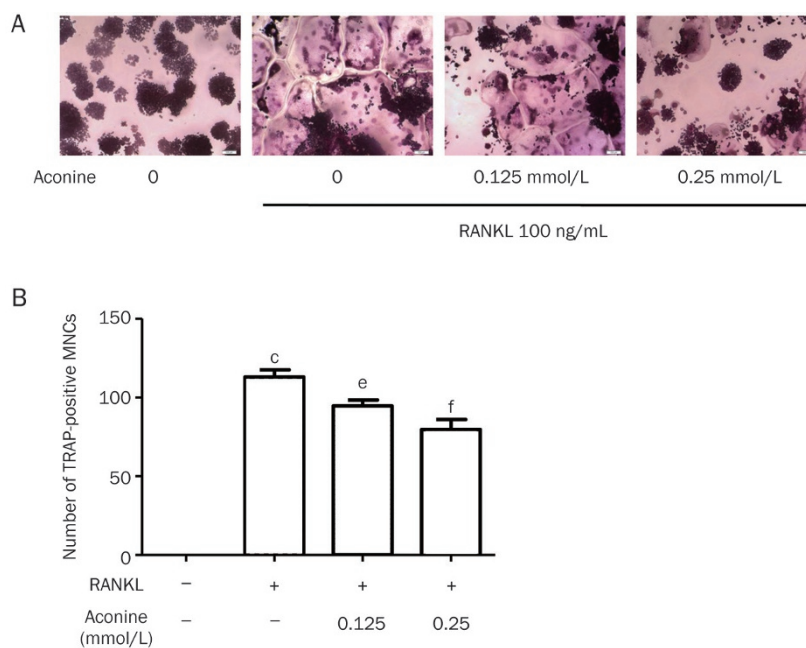 A
Aconine 0 0 0.125 mmol/L 0.25 mmol/L
RANKL 100 ng/mL
B
Number of TRAP-positive MNCs
150
100
50
0
c
e
f
RANKL – + + +
Aconine – – 0.125 0.25
(mmol/L)